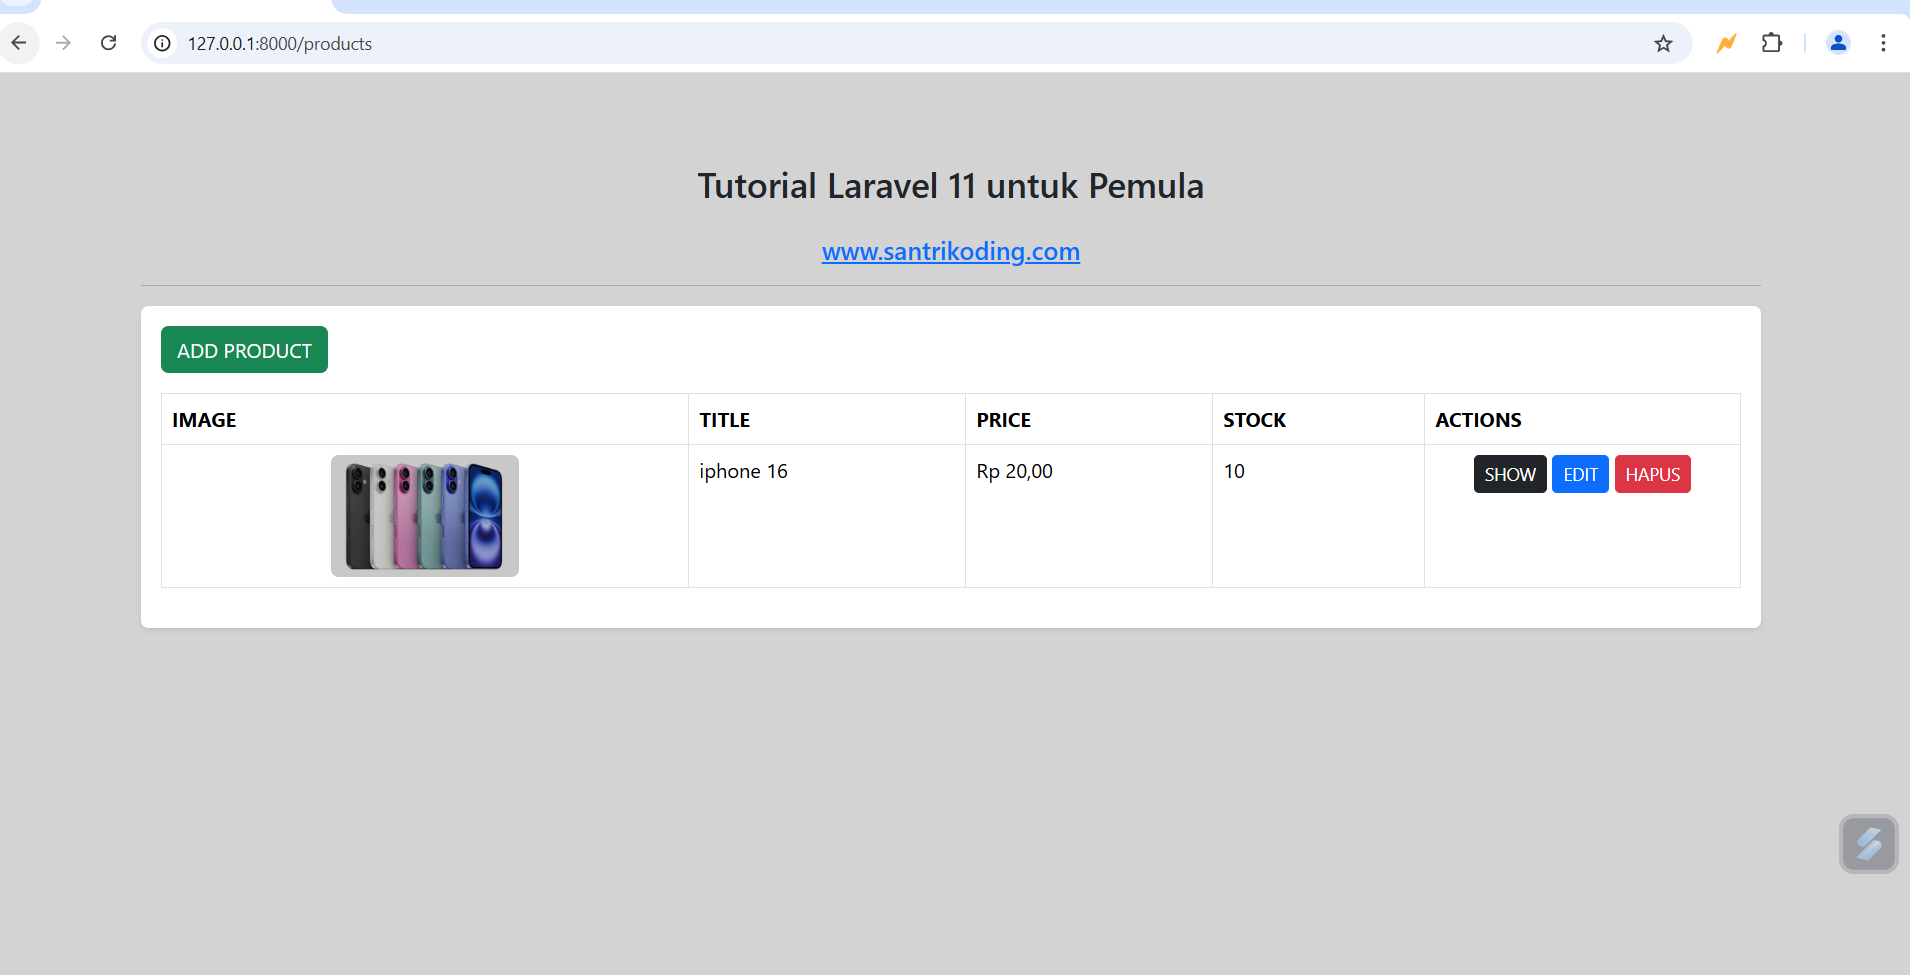 127.0.0.1:8000/products
Tutorial Laravel 11 untuk Pemula
www.santrikoding.com
ADD PRODUCT
IMAGE TITLE PRICE STOCK ACTIONS
iphone 16 Rp 20,00 10 SHOW EDIT HAPUS